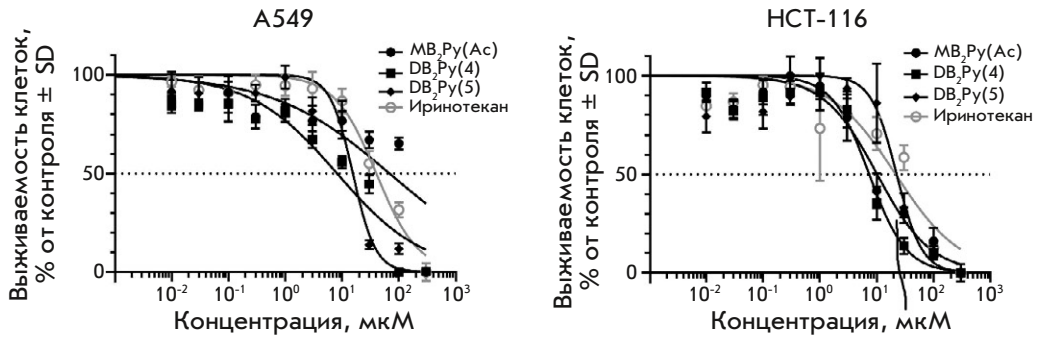 A549
Выживаемость клеток,
% от контроля ± SD
100
50
0
MB₂Py(Ac)
DB₂Py(4)
DB₂Py(5)
Иринотекан
10⁻² 10⁻¹ 10⁰ 10¹ 10² 10³
Концентрация, мкМ
HCT-116
Выживаемость клеток,
% от контроля ± SD
100
50
0
MB₂Py(Ac)
DB₂Py(4)
DB₂Py(5)
Иринотекан
10⁻² 10⁻¹ 10⁰ 10¹ 10² 10³
Концентрация, мкМ